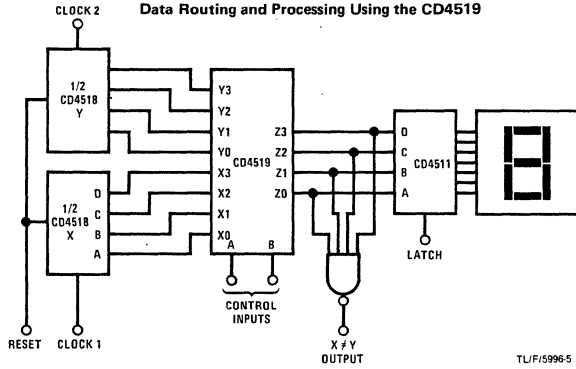 CLOCK 2
Data Routing and Processing Using the CD4519
1/2
CD4518
Y
Y3
Y2
Y1
Y0
X3
X2
X1
X0
CD4519
Z3
Z2
Z1
Z0
A
B
1/2
CD4518
X
D
C
B
A
D
C
B
A
CD4511
LATCH
CONTROL
INPUTS
RESET
CLOCK 1
X ≠ Y
OUTPUT
TL/F/5996-5